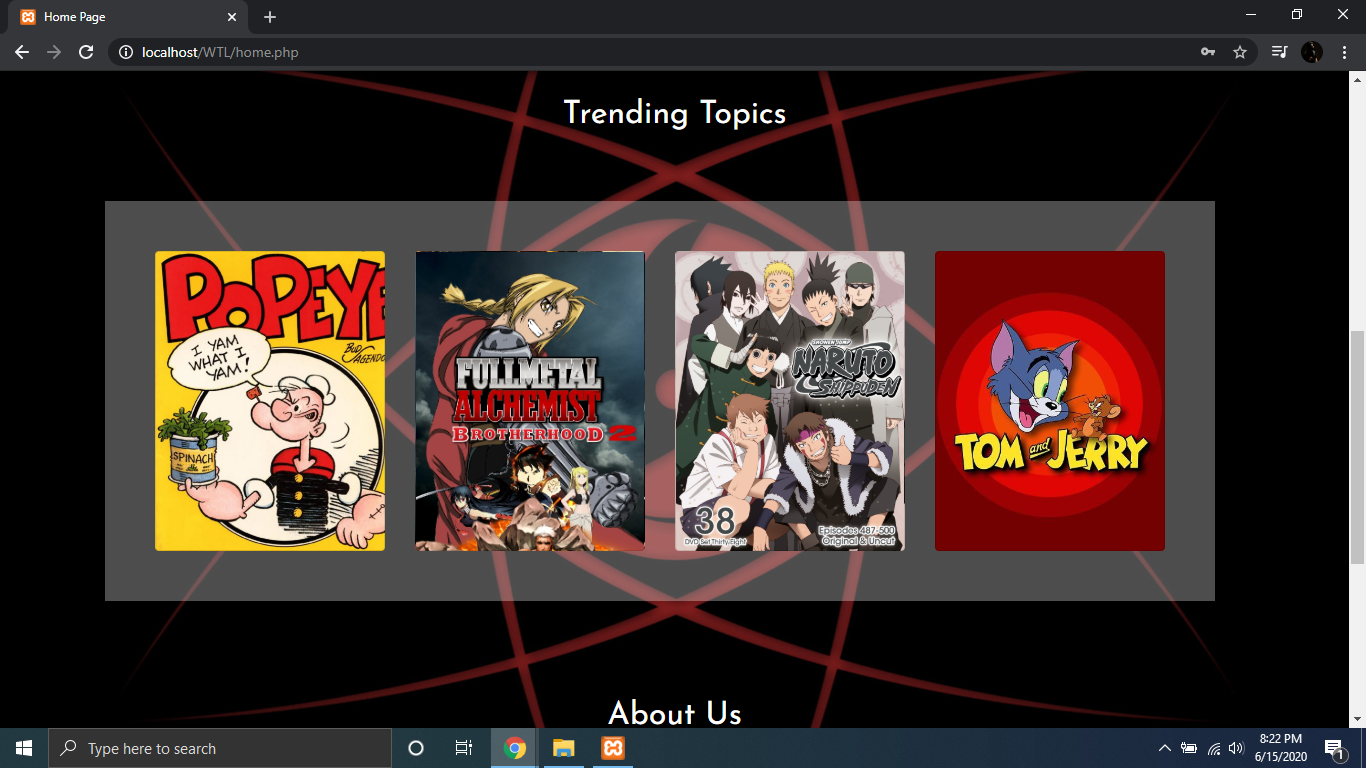 Home Page
localhost/WTL/home.php
Trending Topics
POPEYE
BUD SAGENDO
I YAM
WHAT I
YAM!
SPINACH
FULLMETAL
ALCHEMIST
BROTHERHOOD 2
SHONEN JUMP
NARUTO
SHIPPUDEN
38
DVD Set Thirty Eight
Episodes 487-500
Original & Uncut
TOM and JERRY
About Us
Type here to search
8:22 PM
6/15/2020
1